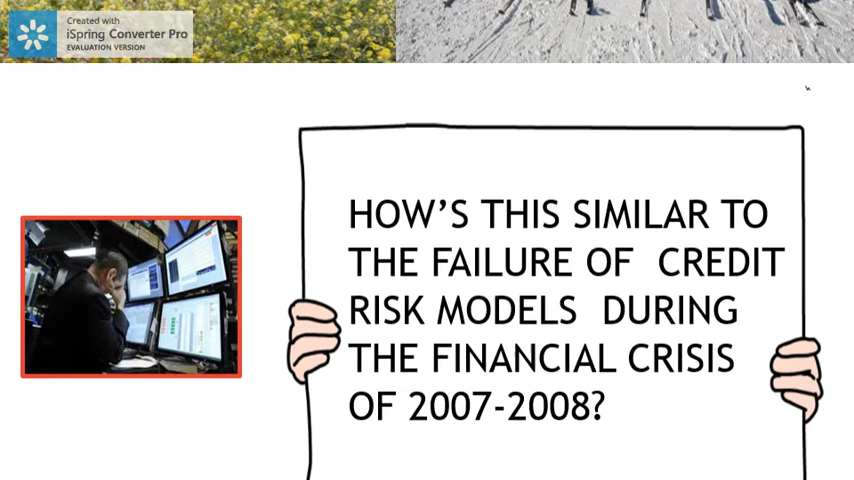 Created with
iSpring Converter Pro
EVALUATION VERSION
HOW'S THIS SIMILAR TO
THE FAILURE OF CREDIT
RISK MODELS DURING
THE FINANCIAL CRISIS
OF 2007-2008?